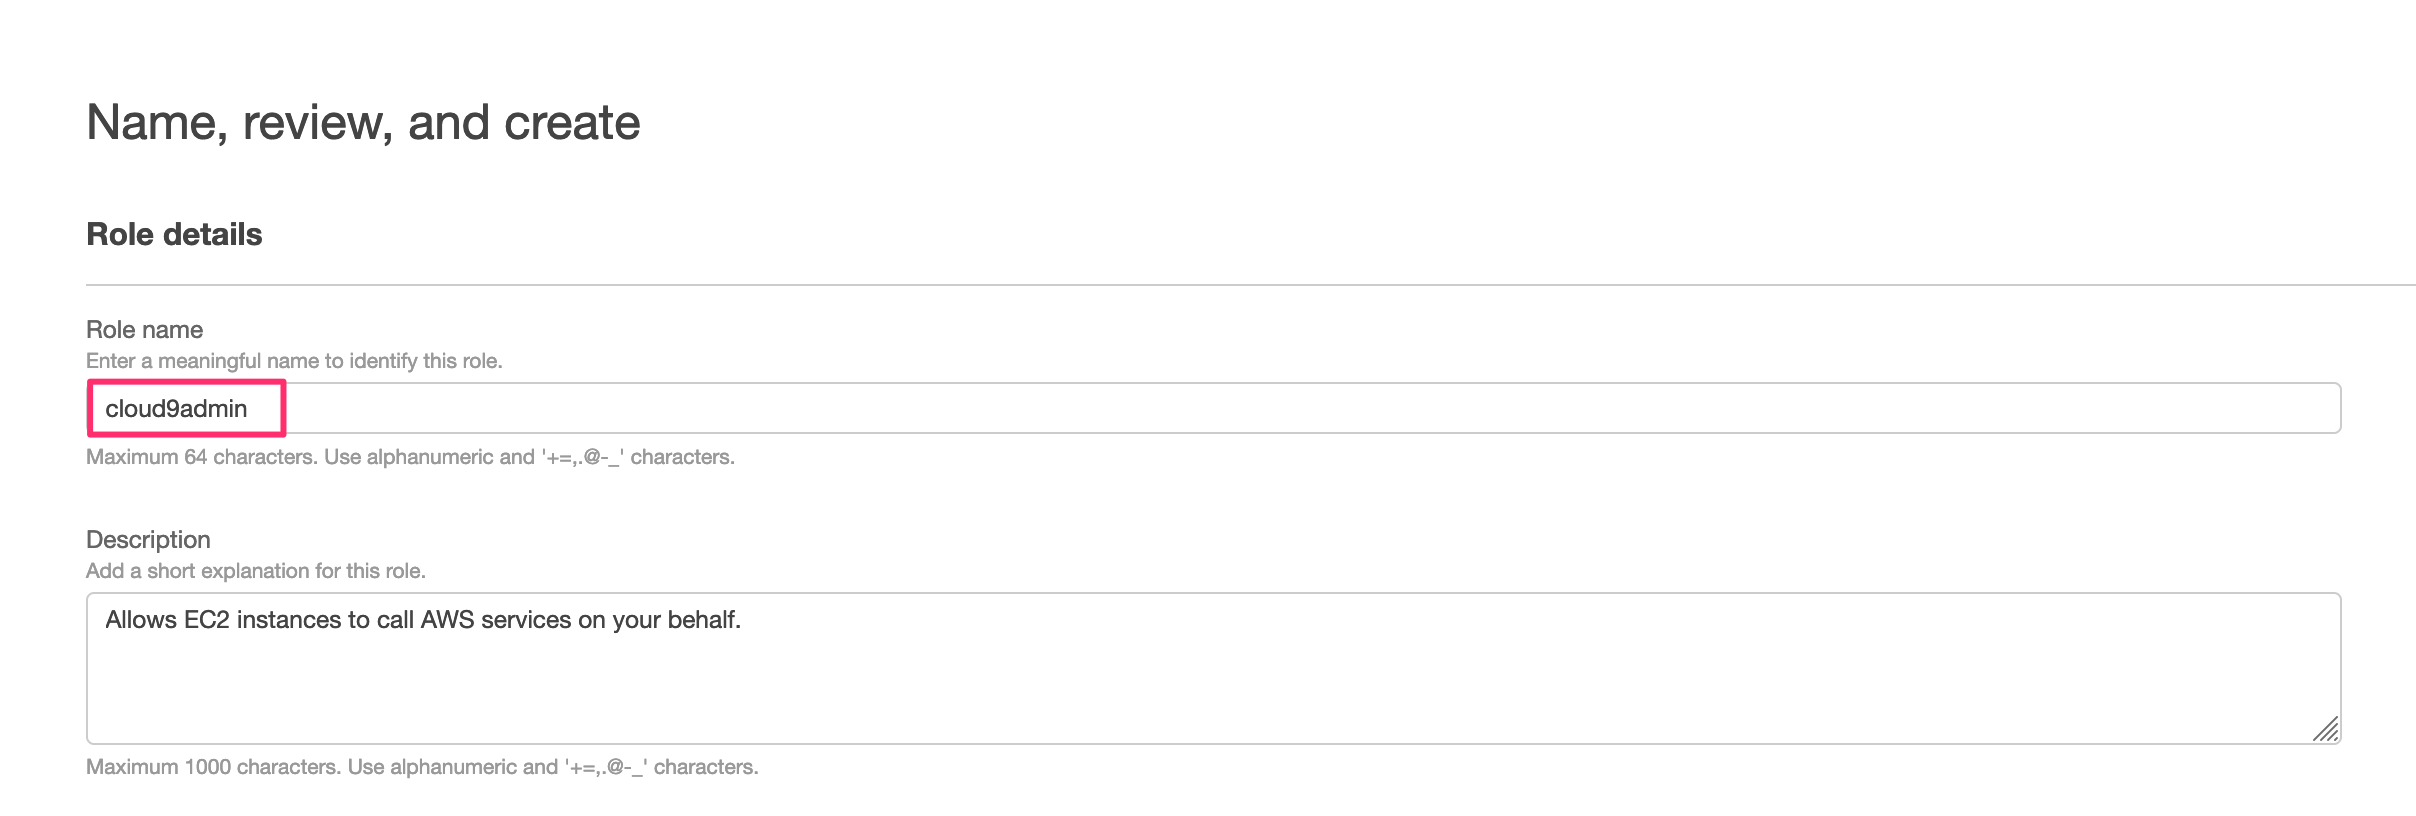 Name, review, and create
Role details
Role name
Enter a meaningful name to identify this role.
cloud9admin
Maximum 64 characters. Use alphanumeric and '+=,.@-_' characters.
Description
Add a short explanation for this role.
Allows EC2 instances to call AWS services on your behalf.
Maximum 1000 characters. Use alphanumeric and '+=,.@-_' characters.